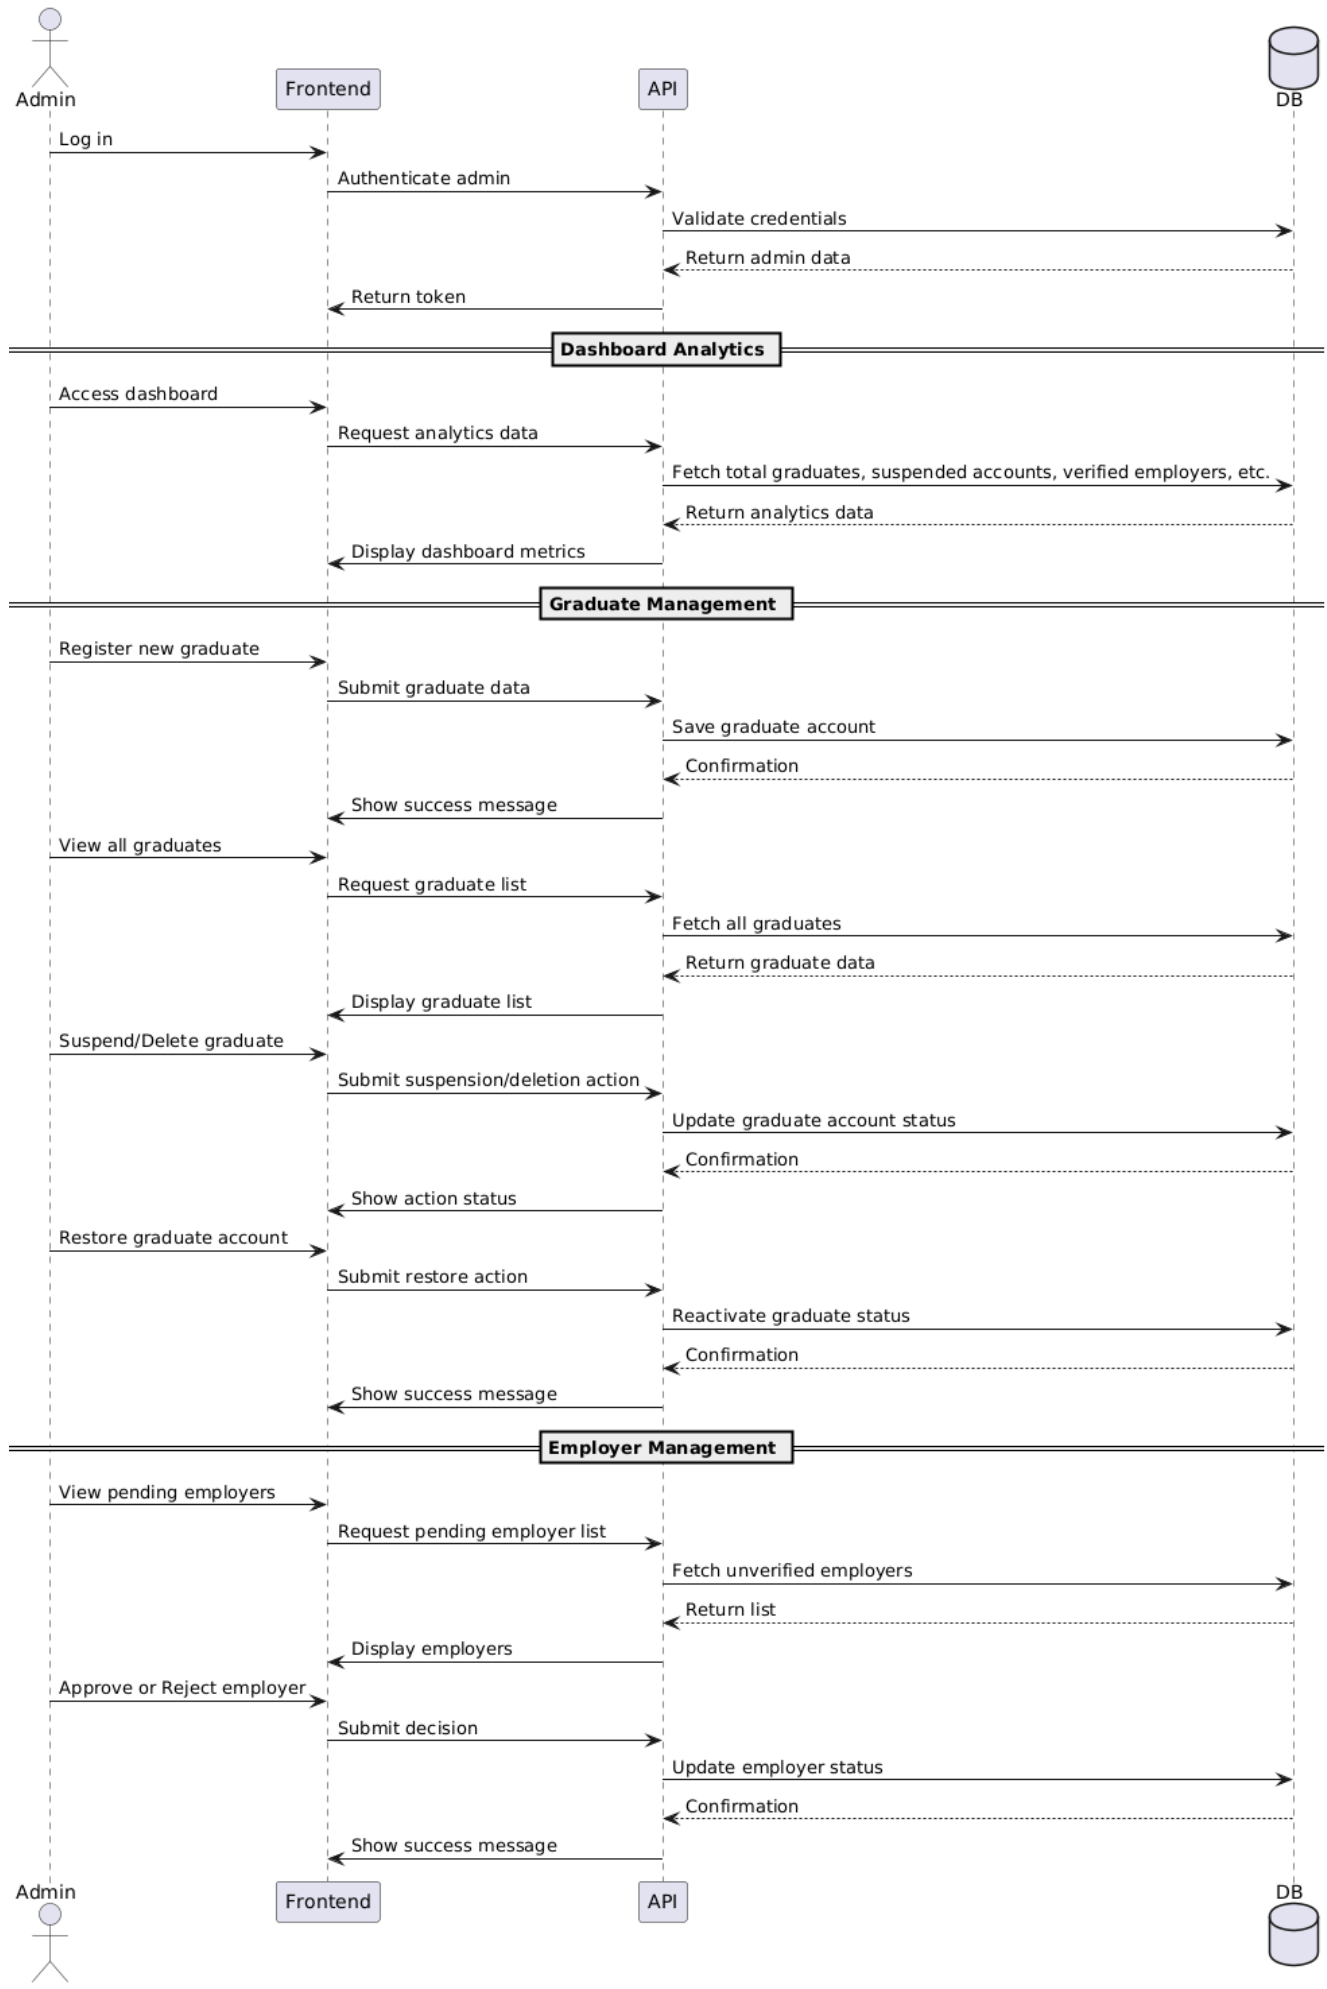 Admin
Frontend
API
DB
Log in
Authenticate admin
Validate credentials
Return admin data
Return token
Dashboard Analytics
Access dashboard
Request analytics data
Fetch total graduates, suspended accounts, verified employers, etc.
Return analytics data
Display dashboard metrics
Graduate Management
Register new graduate
Submit graduate data
Save graduate account
Confirmation
Show success message
View all graduates
Request graduate list
Fetch all graduates
Return graduate data
Display graduate list
Suspend/Delete graduate
Submit suspension/deletion action
Update graduate account status
Confirmation
Show action status
Restore graduate account
Submit restore action
Reactivate graduate status
Confirmation
Show success message
Employer Management
View pending employers
Request pending employer list
Fetch unverified employers
Return list
Display employers
Approve or Reject employer
Submit decision
Update employer status
Confirmation
Show success message
Admin
Frontend
API
DB